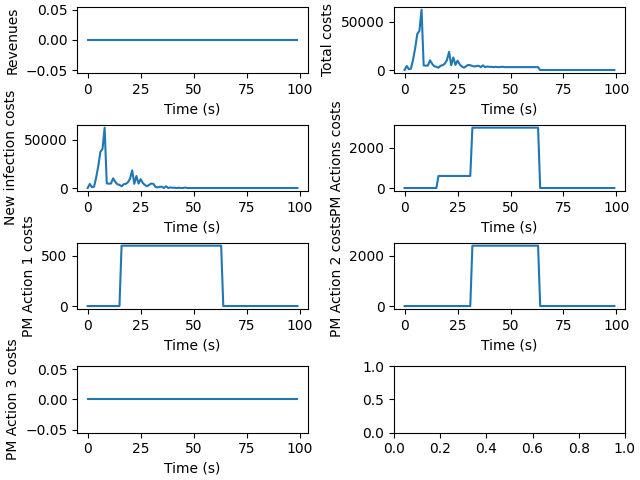 Revenues
0.05
0.00
−0.05
0 25 50 75 100
Time (s)
Total costs
50000
0
0 25 50 75 100
Time (s)
New infection costs
50000
0
0 25 50 75 100
Time (s)
PM Actions costs
2000
0
0 25 50 75 100
Time (s)
PM Action 1 costs
500
0
0 25 50 75 100
Time (s)
PM Action 2 costs
2000
0
0 25 50 75 100
Time (s)
PM Action 3 costs
0.05
0.00
−0.05
0 25 50 75 100
Time (s)
1.0
0.5
0.0
0.0 0.2 0.4 0.6 0.8 1.0